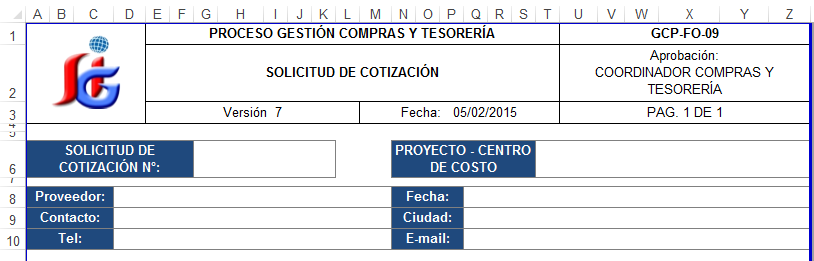 A B C D E F G H I J K L M N O P Q R S T U V W X Y Z
1 PROCESO GESTIÓN COMPRAS Y TESORERÍA GCP-FO-09
2 SOLICITUD DE COTIZACIÓN
Aprobación:
COORDINADOR COMPRAS Y
TESORERÍA
3 Versión 7 Fecha: 05/02/2015 PAG. 1 DE 1
4
5
6
SOLICITUD DE
COTIZACIÓN N°:
PROYECTO - CENTRO
DE COSTO
7
8 Proveedor: Fecha:
9 Contacto: Ciudad:
10 Tel: E-mail: